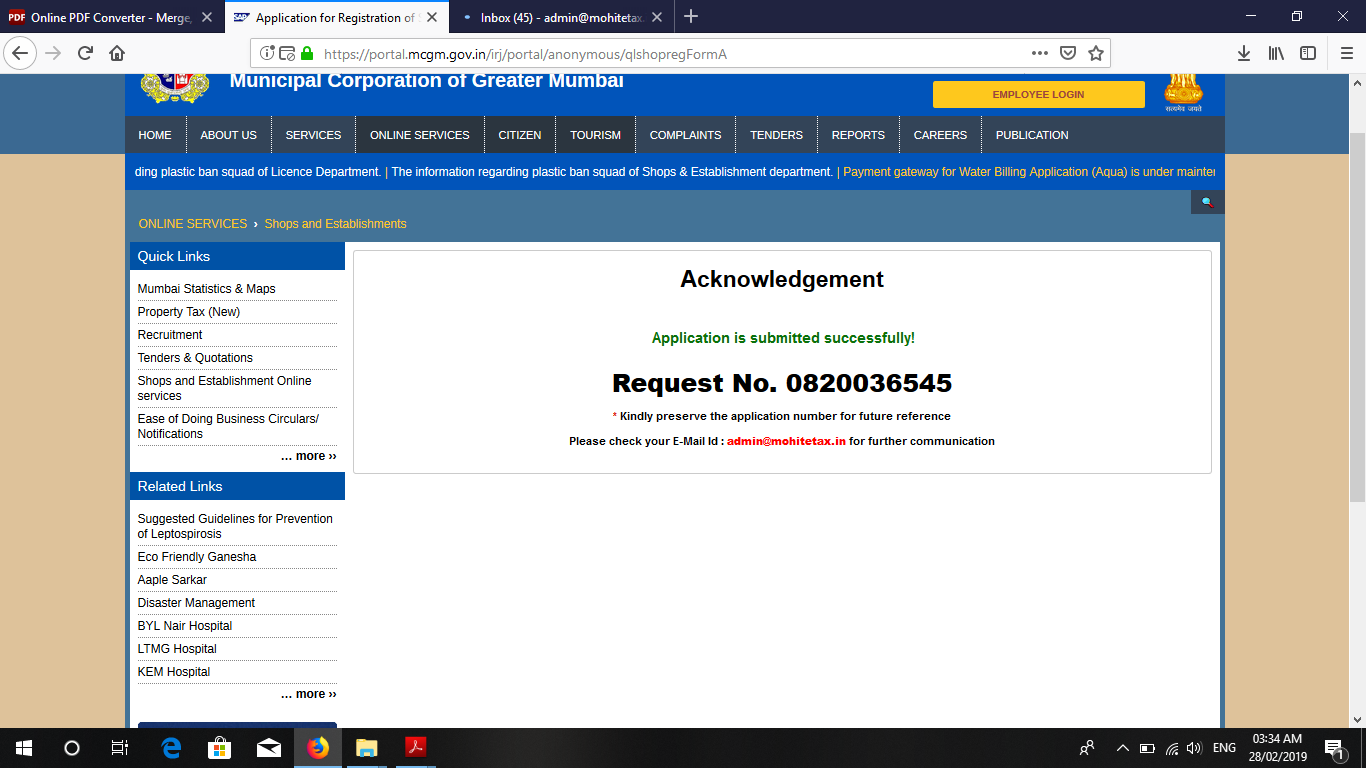 Online PDF Converter - Merge,
Application for Registration of S
Inbox (45) - admin@mohitetax.
https://portal.mcgm.gov.in/irj/portal/anonymous/qlshopregFormA
Municipal Corporation of Greater Mumbai
EMPLOYEE LOGIN
सत्यमेव जयते
HOME ABOUT US SERVICES ONLINE SERVICES CITIZEN TOURISM COMPLAINTS TENDERS REPORTS CAREERS PUBLICATION
ding plastic ban squad of Licence Department. | The information regarding plastic ban squad of Shops & Establishment department. | Payment gateway for Water Billing Application (Aqua) is under mainter
ONLINE SERVICES › Shops and Establishments
Quick Links
Mumbai Statistics & Maps
Property Tax (New)
Recruitment
Tenders & Quotations
Shops and Establishment Online
services
Ease of Doing Business Circulars/
Notifications
... more ››
Related Links
Suggested Guidelines for Prevention
of Leptospirosis
Eco Friendly Ganesha
Aaple Sarkar
Disaster Management
BYL Nair Hospital
LTMG Hospital
KEM Hospital
... more ››
Acknowledgement
Application is submitted successfully!
Request No. 0820036545
* Kindly preserve the application number for future reference
Please check your E-Mail Id : admin@mohitetax.in for further communication
ENG
03:34 AM
28/02/2019
1